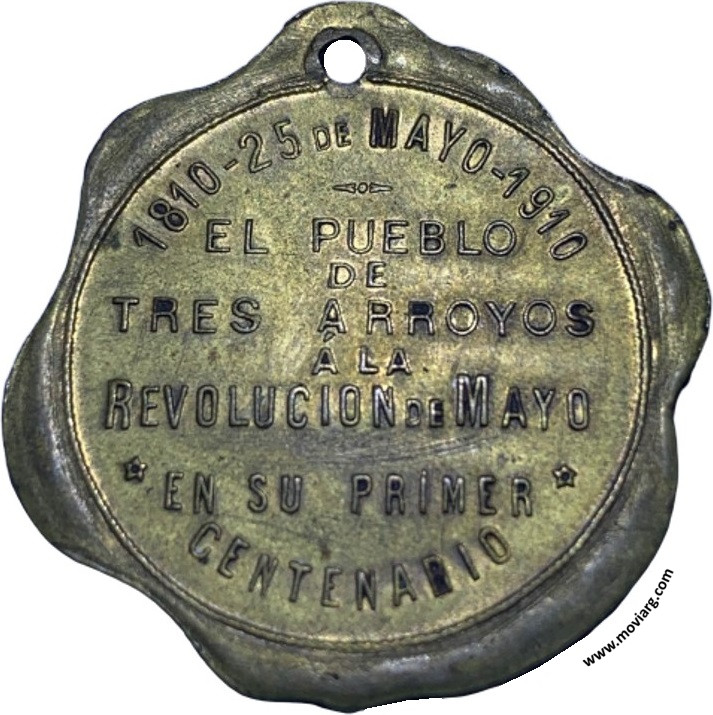 1810-25 DE MAYO-1910
EL PUEBLO
DE
TRES ARROYOS
Á LA
REVOLUCION DE MAYO
EN SU PRIMER
CENTENARIO
www.moviarg.com